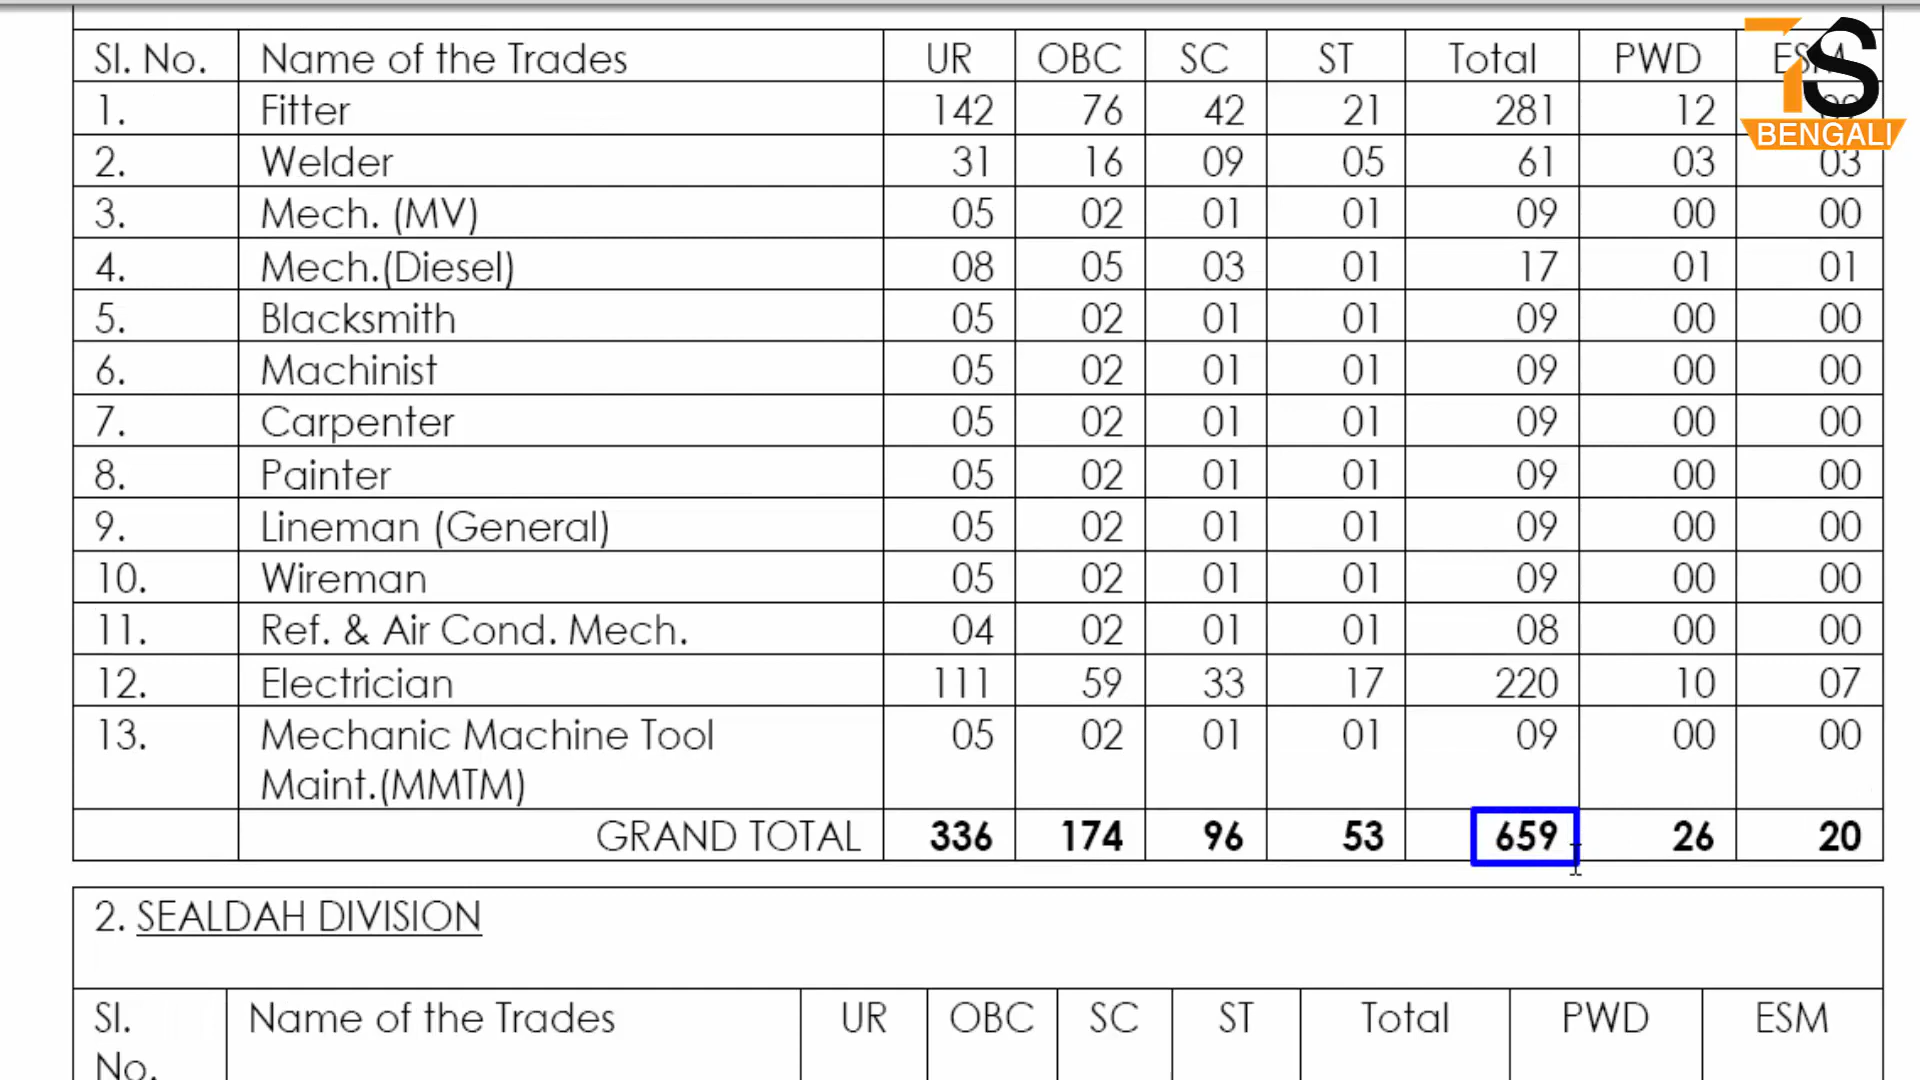 Sl. No. Name of the Trades UR OBC SC ST Total PWD ESM
1. Fitter 142 76 42 21 281 12
2. Welder 31 16 09 05 61 03 03
3. Mech. (MV) 05 02 01 01 09 00 00
4. Mech.(Diesel) 08 05 03 01 17 01 01
5. Blacksmith 05 02 01 01 09 00 00
6. Machinist 05 02 01 01 09 00 00
7. Carpenter 05 02 01 01 09 00 00
8. Painter 05 02 01 01 09 00 00
9. Lineman (General) 05 02 01 01 09 00 00
10. Wireman 05 02 01 01 09 00 00
11. Ref. & Air Cond. Mech. 04 02 01 01 08 00 00
12. Electrician 111 59 33 17 220 10 07
13. Mechanic Machine Tool 05 02 01 01 09 00 00
Maint.(MMTM)
GRAND TOTAL 336 174 96 53 659 26 20
2. SEALDAH DIVISION
Sl. Name of the Trades UR OBC SC ST Total PWD ESM
No.
TS
BENGALI